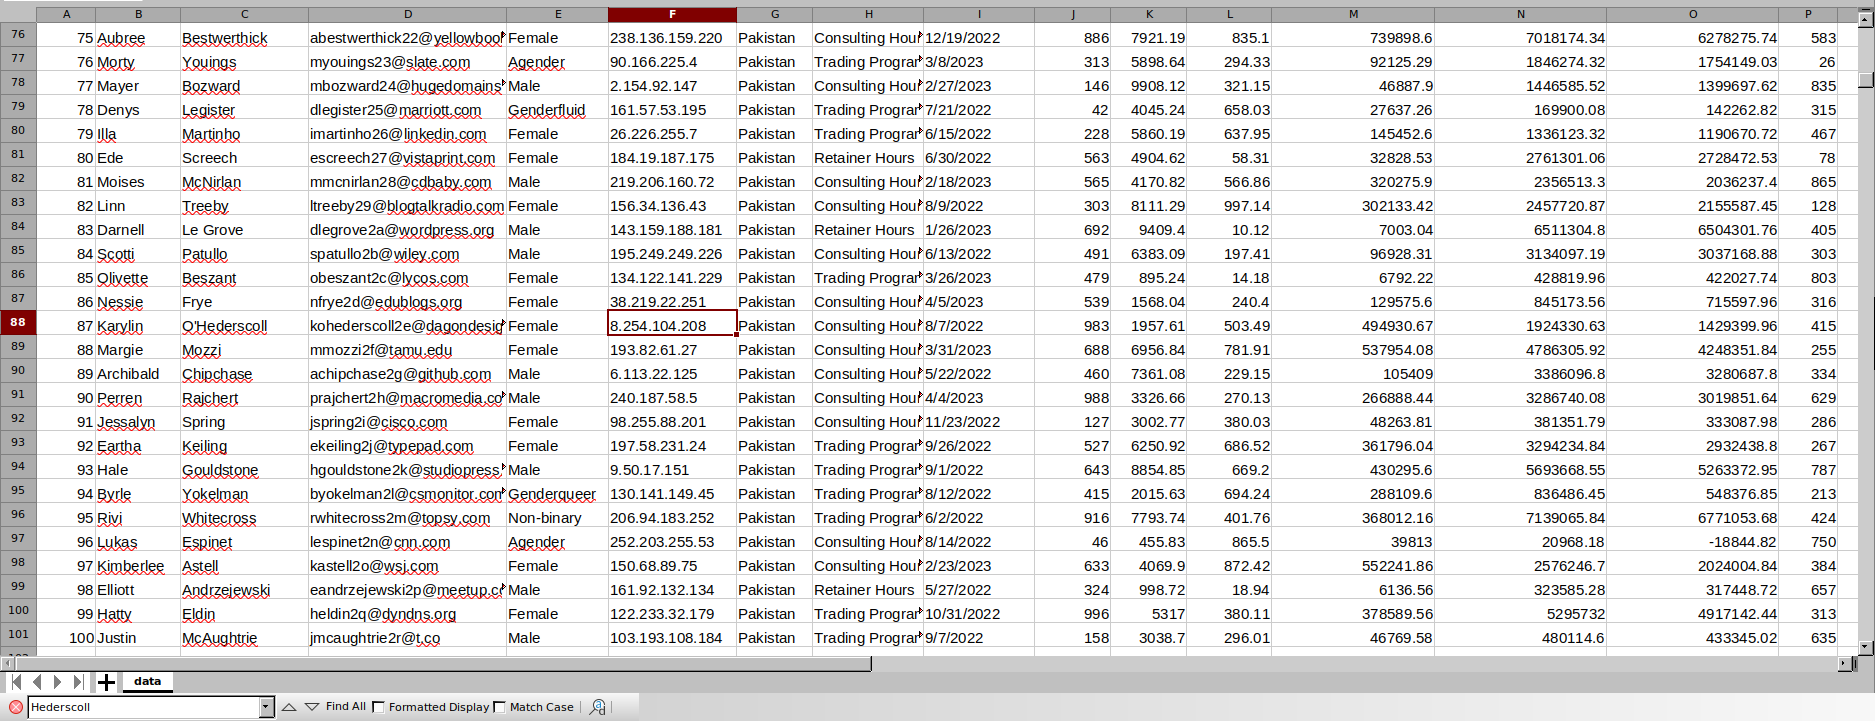 A B C D E F G H I J K L M N O P
76 75 Aubree Bestwerthick abestwerthick22@yellowboo Female 238.136.159.220 Pakistan Consulting Hou 12/19/2022 886 7921.19 835.1 739898.6 7018174.34 6278275.74 583
77 76 Morty Youings myouings23@slate.com Agender 90.166.225.4 Pakistan Trading Progra 3/8/2023 313 5898.64 294.33 92125.29 1846274.32 1754149.03 26
78 77 Mayer Bozward mbozward24@hugedomains Male 2.154.92.147 Pakistan Consulting Hou 2/27/2023 146 9908.12 321.15 46887.9 1446585.52 1399697.62 835
79 78 Denys Legister dlegister25@marriott.com Genderfluid 161.57.53.195 Pakistan Trading Progra 7/21/2022 42 4045.24 658.03 27637.26 169900.08 142262.82 315
80 79 Illa Martinho imartinho26@linkedin.com Female 26.226.255.7 Pakistan Trading Progra 6/15/2022 228 5860.19 637.95 145452.6 1336123.32 1190670.72 467
81 80 Ede Screech escreech27@vistaprint.com Female 184.19.187.175 Pakistan Retainer Hours 6/30/2022 563 4904.62 58.31 32828.53 2761301.06 2728472.53 78
82 81 Moises McNirlan mmcnirlan28@cdbaby.com Male 219.206.160.72 Pakistan Consulting Hou 2/18/2023 565 4170.82 566.86 320275.9 2356513.3 2036237.4 865
83 82 Linn Treeby ltreeby29@blogtalkradio.com Female 156.34.136.43 Pakistan Consulting Hou 8/9/2022 303 8111.29 997.14 302133.42 2457720.87 2155587.45 128
84 83 Darnell Le Grove dlegrove2a@wordpress.org Male 143.159.188.181 Pakistan Retainer Hours 1/26/2023 692 9409.4 10.12 7003.04 6511304.8 6504301.76 405
85 84 Scotti Patullo spatullo2b@wiley.com Male 195.249.249.226 Pakistan Consulting Hou 6/13/2022 491 6383.09 197.41 96928.31 3134097.19 3037168.88 303
86 85 Olivette Beszant obeszant2c@lycos.com Female 134.122.141.229 Pakistan Trading Progra 3/26/2023 479 895.24 14.18 6792.22 428819.96 422027.74 803
87 86 Nessie Frye nfrye2d@edublogs.org Female 38.219.22.251 Pakistan Consulting Hou 4/5/2023 539 1568.04 240.4 129575.6 845173.56 715597.96 316
88 87 Karylin O'Hederscoll kohederscoll2e@dagondesig Female 8.254.104.208 Pakistan Consulting Hou 8/7/2022 983 1957.61 503.49 494930.67 1924330.63 1429399.96 415
89 88 Margie Mozzi mmozzi2f@tamu.edu Female 193.82.61.27 Pakistan Consulting Hou 3/31/2023 688 6956.84 781.91 537954.08 4786305.92 4248351.84 255
90 89 Archibald Chipchase achipchase2g@github.com Male 6.113.22.125 Pakistan Consulting Hou 5/22/2022 460 7361.08 229.15 105409 3386096.8 3280687.8 334
91 90 Perren Rajchert prajchert2h@macromedia.co Male 240.187.58.5 Pakistan Consulting Hou 4/4/2023 988 3326.66 270.13 266888.44 3286740.08 3019851.64 629
92 91 Jessalyn Spring jspring2i@cisco.com Female 98.255.88.201 Pakistan Consulting Hou 11/23/2022 127 3002.77 380.03 48263.81 381351.79 333087.98 286
93 92 Eartha Keiling ekeiling2j@typepad.com Female 197.58.231.24 Pakistan Trading Progra 9/26/2022 527 6250.92 686.52 361796.04 3294234.84 2932438.8 267
94 93 Hale Gouldstone hgouldstone2k@studiopress. Male 9.50.17.151 Pakistan Trading Progra 9/1/2022 643 8854.85 669.2 430295.6 5693668.55 5263372.95 787
95 94 Byrle Yokelman byokelman2l@csmonitor.con Genderqueer 130.141.149.45 Pakistan Trading Progra 8/12/2022 415 2015.63 694.24 288109.6 836486.45 548376.85 213
96 95 Rivi Whitecross rwhitecross2m@topsy.com Non-binary 206.94.183.252 Pakistan Trading Progra 6/2/2022 916 7793.74 401.76 368012.16 7139065.84 6771053.68 424
97 96 Lukas Espinet lespinet2n@cnn.com Agender 252.203.255.53 Pakistan Consulting Hou 8/14/2022 46 455.83 865.5 39813 20968.18 -18844.82 750
98 97 Kimberlee Astell kastell2o@wsj.com Female 150.68.89.75 Pakistan Consulting Hou 2/23/2023 633 4069.9 872.42 552241.86 2576246.7 2024004.84 384
99 98 Elliott Andrzejewski eandrzejewski2p@meetup.c Male 161.92.132.134 Pakistan Retainer Hours 5/27/2022 324 998.72 18.94 6136.56 323585.28 317448.72 657
100 99 Hatty Eldin heldin2q@dyndns.org Female 122.233.32.179 Pakistan Trading Progra 10/31/2022 996 5317 380.11 378589.56 5295732 4917142.44 313
101 100 Justin McAughtrie jmcaughtrie2r@t.co Male 103.193.108.184 Pakistan Trading Progra 9/7/2022 158 3038.7 296.01 46769.58 480114.6 433345.02 635
data
Hederscoll Find All Formatted Display Match Case